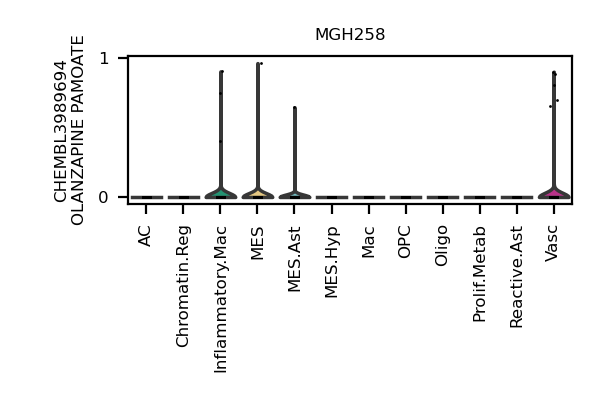 MGH258
CHEMBL3989694
OLANZAPINE PAMOATE
1
0
AC
Chromatin.Reg
Inflammatory.Mac
MES
MES.Ast
MES.Hyp
Mac
OPC
Oligo
Prolif.Metab
Reactive.Ast
Vasc